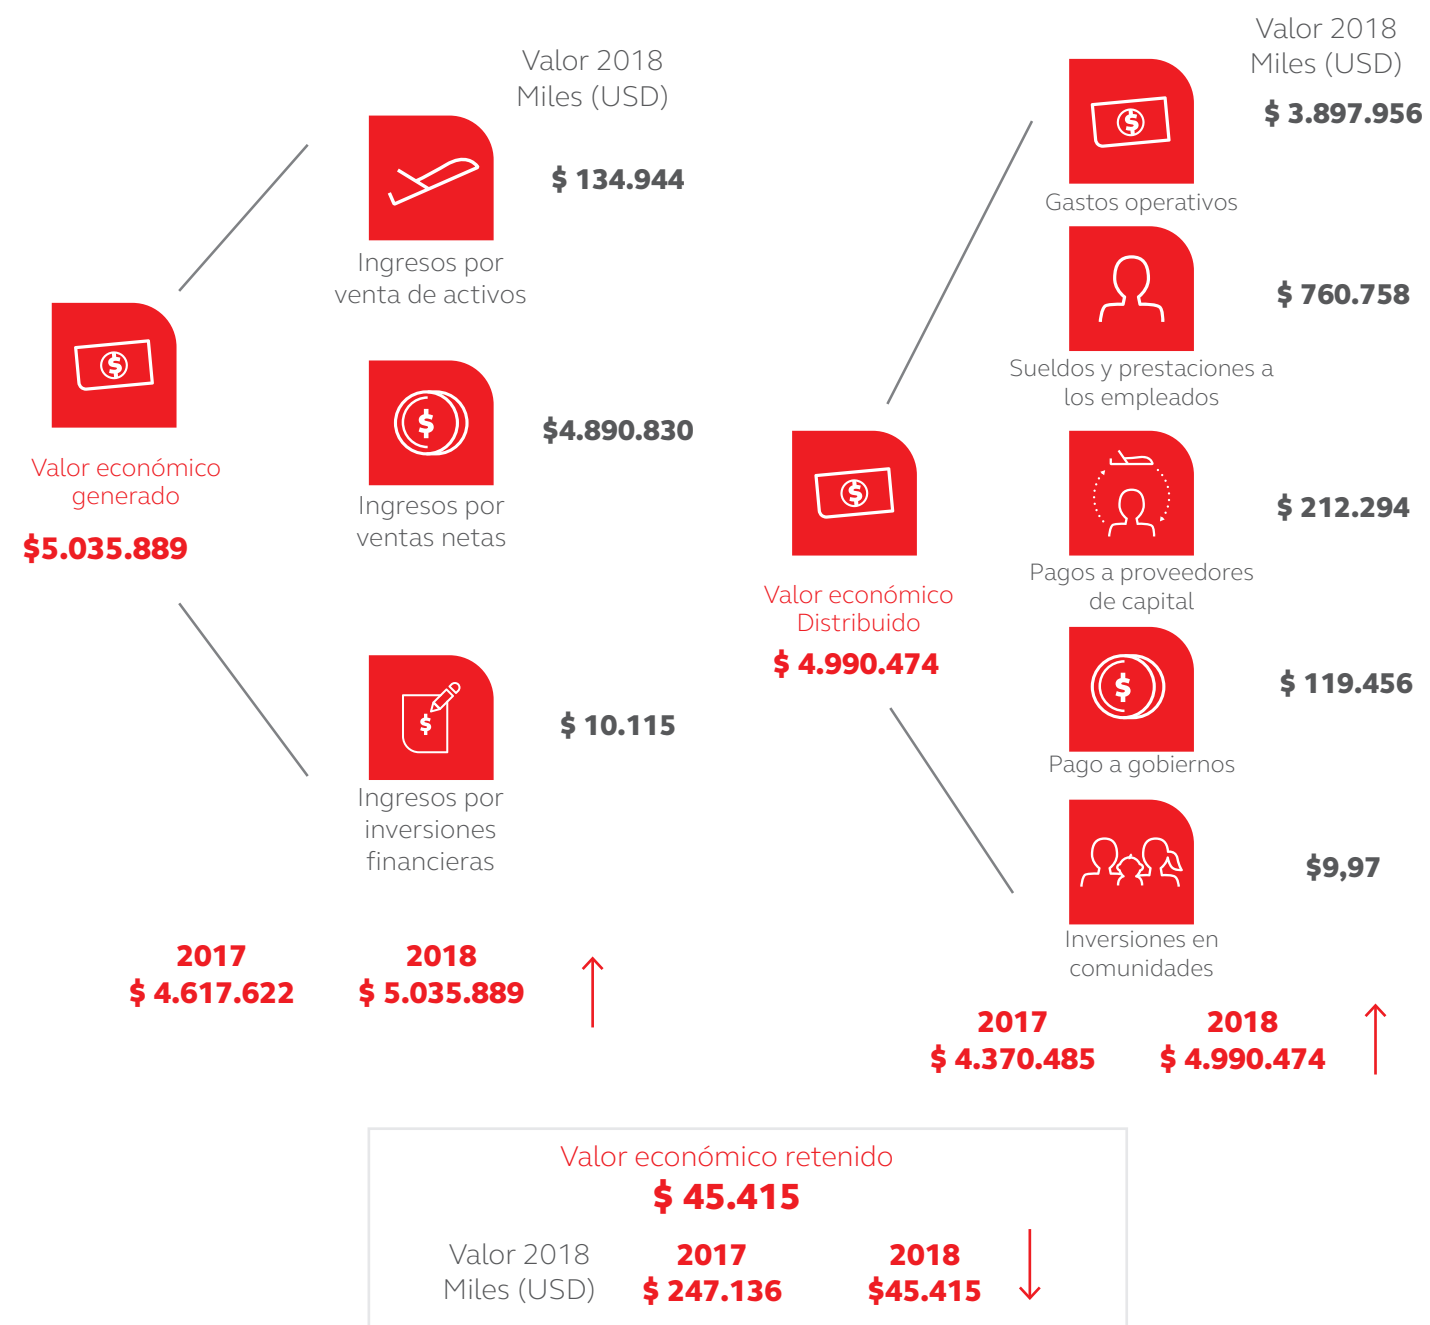 Valor 2018
Miles (USD)
$ 134.944
Ingresos por
venta de activos
Valor económico
generado
$5.035.889
$4.890.830
Ingresos por
ventas netas
$ 10.115
Ingresos por
inversiones
financieras
2017
$ 4.617.622
2018
$ 5.035.889
Valor 2018
Miles (USD)
$ 3.897.956
Gastos operativos
$ 760.758
Sueldos y prestaciones a
los empleados
$ 212.294
Pagos a proveedores
de capital
Valor económico
Distribuido
$ 4.990.474
$ 119.456
Pago a gobiernos
$9,97
Inversiones en
comunidades
2017
$ 4.370.485
2018
$ 4.990.474
Valor económico retenido
$ 45.415
Valor 2018
Miles (USD)
2017
$ 247.136
2018
$45.415